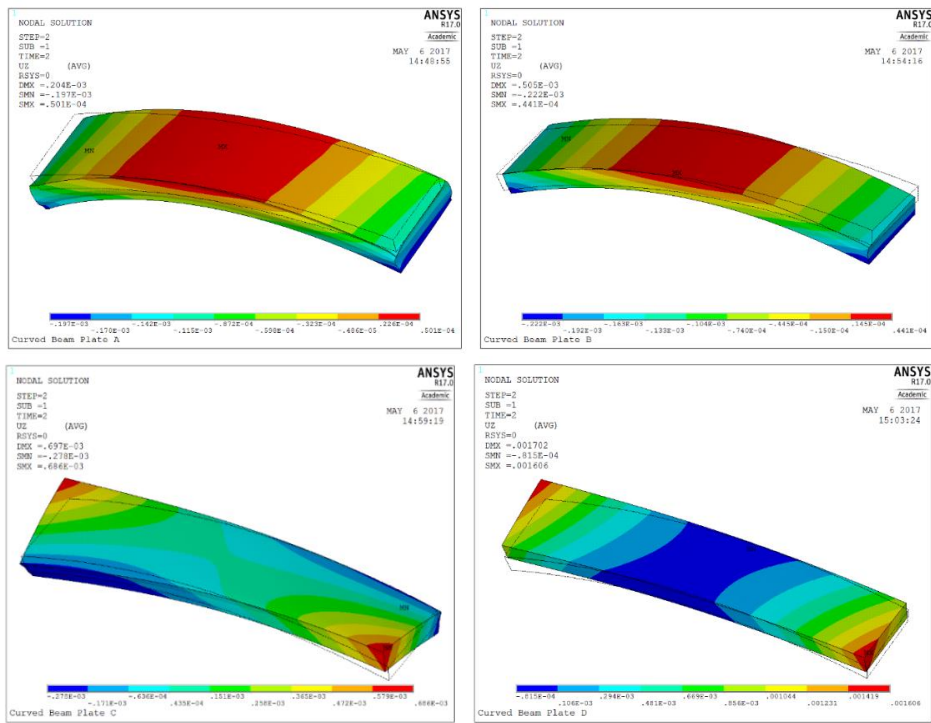 1
NODAL SOLUTION
STEP=2
SUB =1
TIME=2
UZ (AVG)
RSYS=0
DMX =.204E-03
SMN =-.197E-03
SMX =.501E-04
ANSYS
R17.0
Academic
MAY 6 2017
14:48:55
MN
MX
-.197E-03 -.142E-03 -.872E-04 -.323E-04 .226E-04
-.170E-03 -.115E-03 -.598E-04 -.486E-05 .501E-04
Curved Beam Plate A
1
NODAL SOLUTION
STEP=2
SUB =1
TIME=2
UZ (AVG)
RSYS=0
DMX =.505E-03
SMN =-.222E-03
SMX =.441E-04
ANSYS
R17.0
Academic
MAY 6 2017
14:54:16
MN
MX
-.222E-03 -.163E-03 -.104E-03 -.445E-04 .145E-04
-.192E-03 -.133E-03 -.740E-04 -.150E-04 .441E-04
Curved Beam Plate B
1
NODAL SOLUTION
STEP=2
SUB =1
TIME=2
UZ (AVG)
RSYS=0
DMX =.697E-03
SMN =-.278E-03
SMX =.686E-03
ANSYS
R17.0
Academic
MAY 6 2017
14:59:19
MN
-.278E-03 -.636E-04 .151E-03 .365E-03 .579E-03
-.171E-03 .435E-04 .258E-03 .472E-03 .686E-03
Curved Beam Plate C
1
NODAL SOLUTION
STEP=2
SUB =1
TIME=2
UZ (AVG)
RSYS=0
DMX =.001702
SMN =-.815E-04
SMX =.001606
ANSYS
R17.0
Academic
MAY 6 2017
15:03:24
-.815E-04 .294E-03 .669E-03 .001044 .001419
.106E-03 .481E-03 .856E-03 .001231 .001606
Curved Beam Plate D